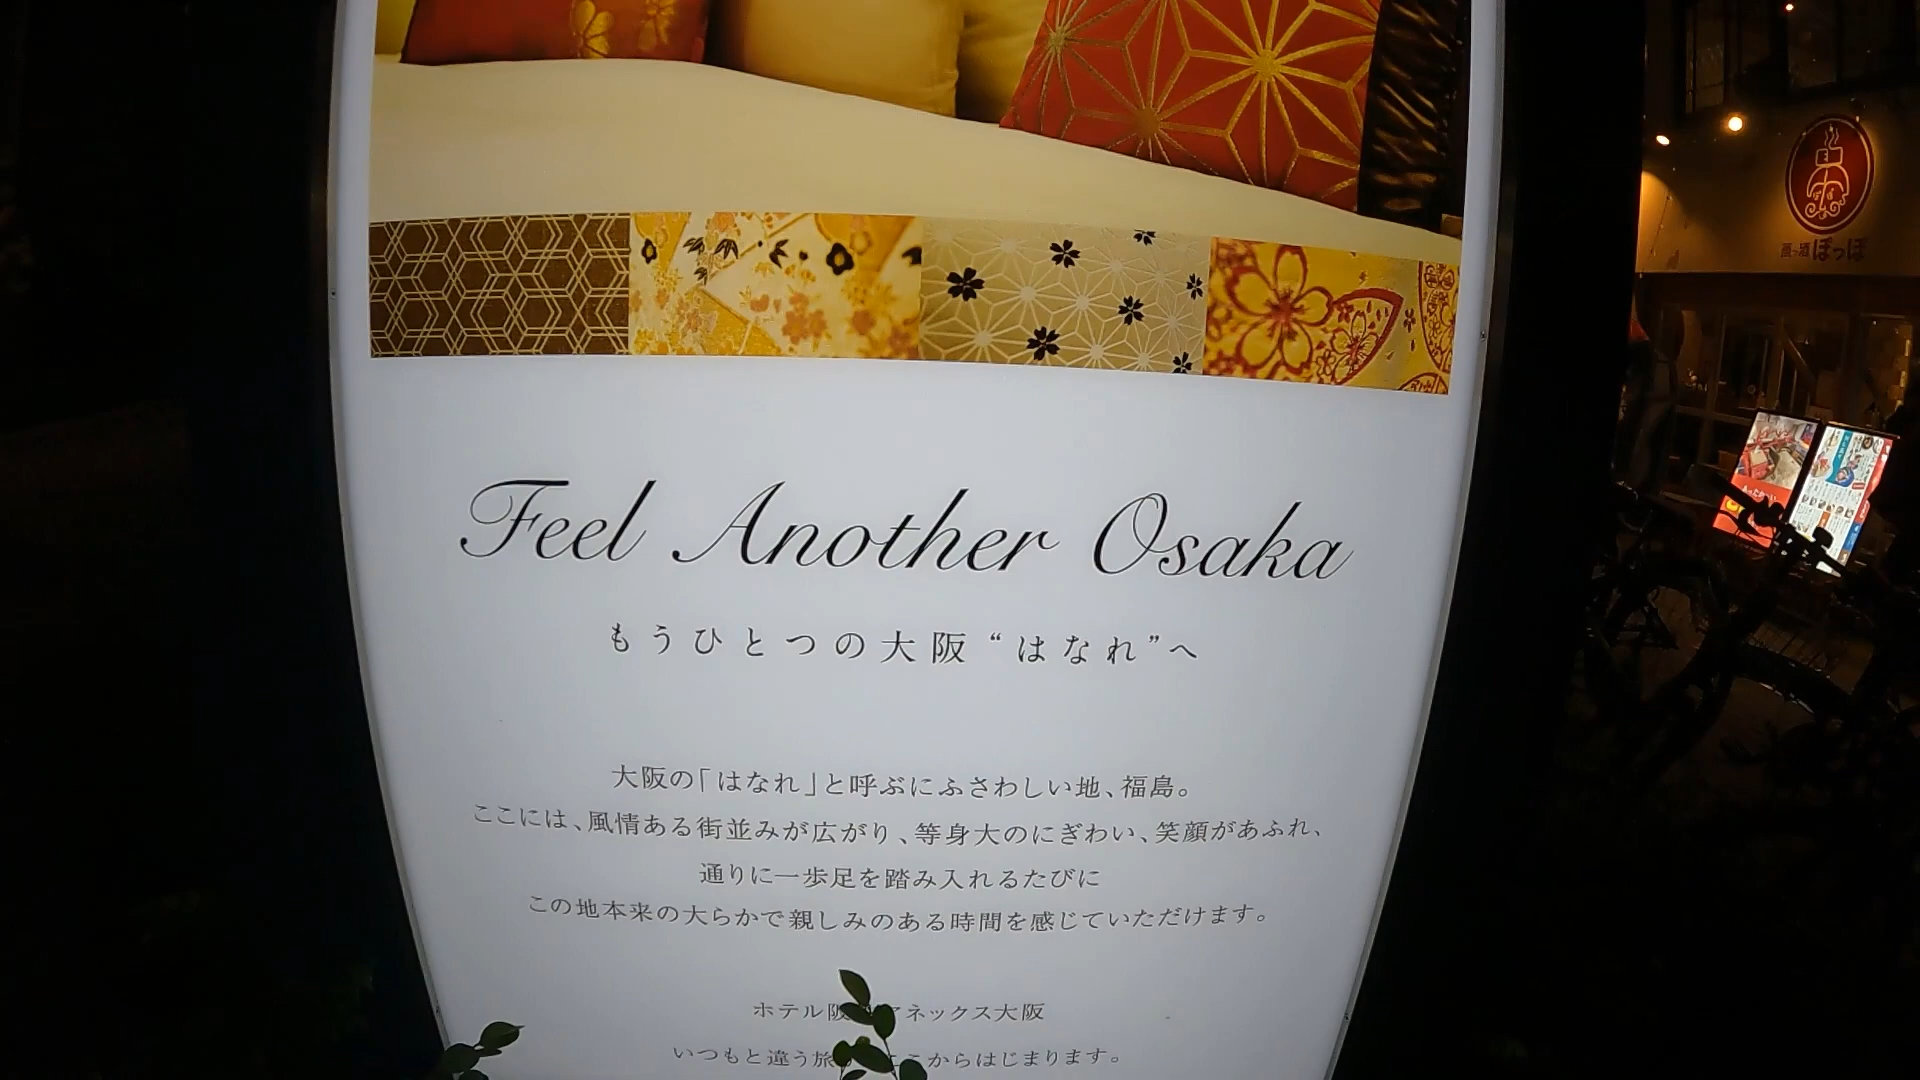 Feel Another Osaka
もうひとつの大阪“はなれ”へ
大阪の「はなれ」と呼ぶにふさわしい地、福島。
ここには、風情ある街並みが広がり、等身大のにぎわい、笑顔があふれ、
通りに一歩足を踏み入れるたびに
この地本来の大らかで親しみのある時間を感じていただけます。
ホテル阪 アネックス大阪
いつもと違う旅 こからはじまります。
ぽっぽ